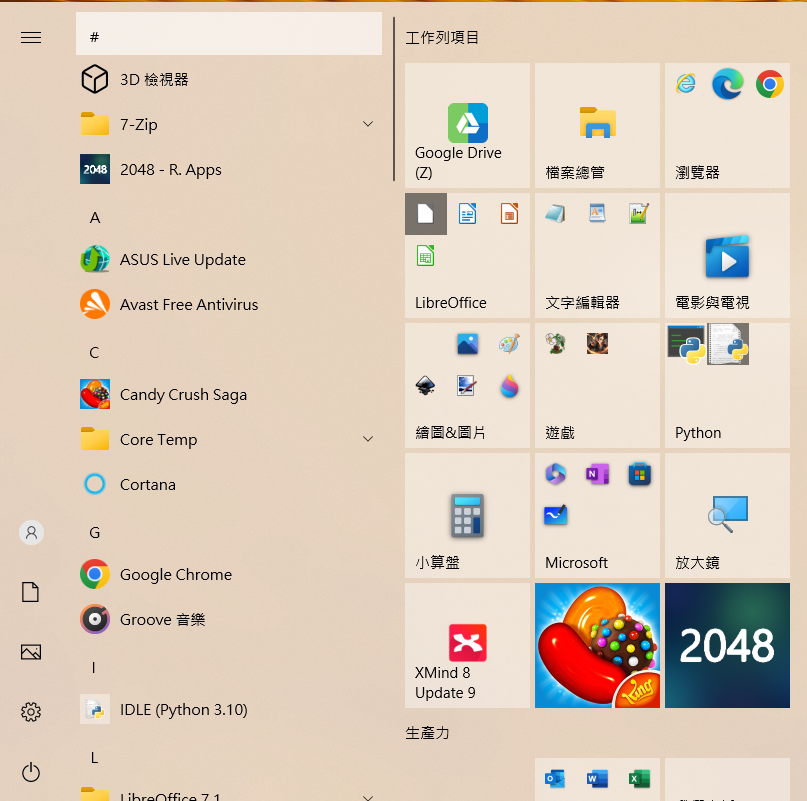 #
3D 檢視器
7-Zip
2048 - R. Apps
A
ASUS Live Update
Avast Free Antivirus
C
Candy Crush Saga
Core Temp
Cortana
G
Google Chrome
Groove 音樂
I
IDLE (Python 3.10)
L
LibreOffice 7.1
工作列項目
Google Drive
(Z)
檔案總管
瀏覽器
LibreOffice
文字編輯器
電影與電視
繪圖&圖片
遊戲
Python
小算盤
Microsoft
放大鏡
XMind 8
Update 9
King
2048
生產力